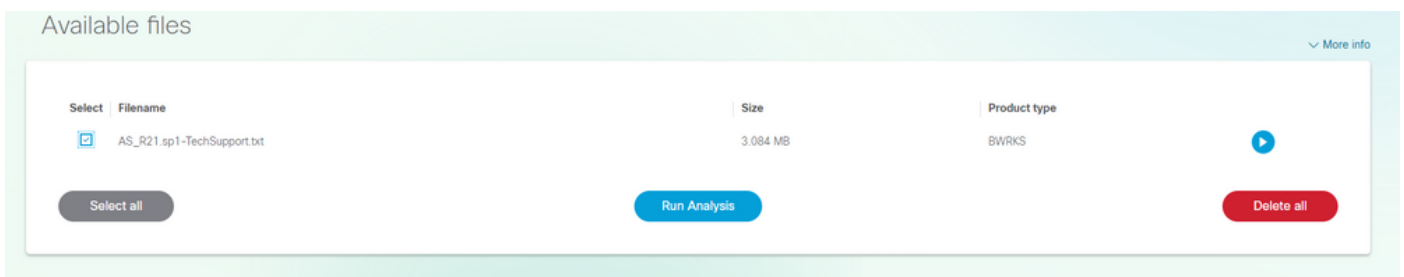 Available files
More info
Select Filename Size Product type
AS_R21.sp1-TechSupport.txt 3.084 MB BWRKS
Select all Run Analysis Delete all